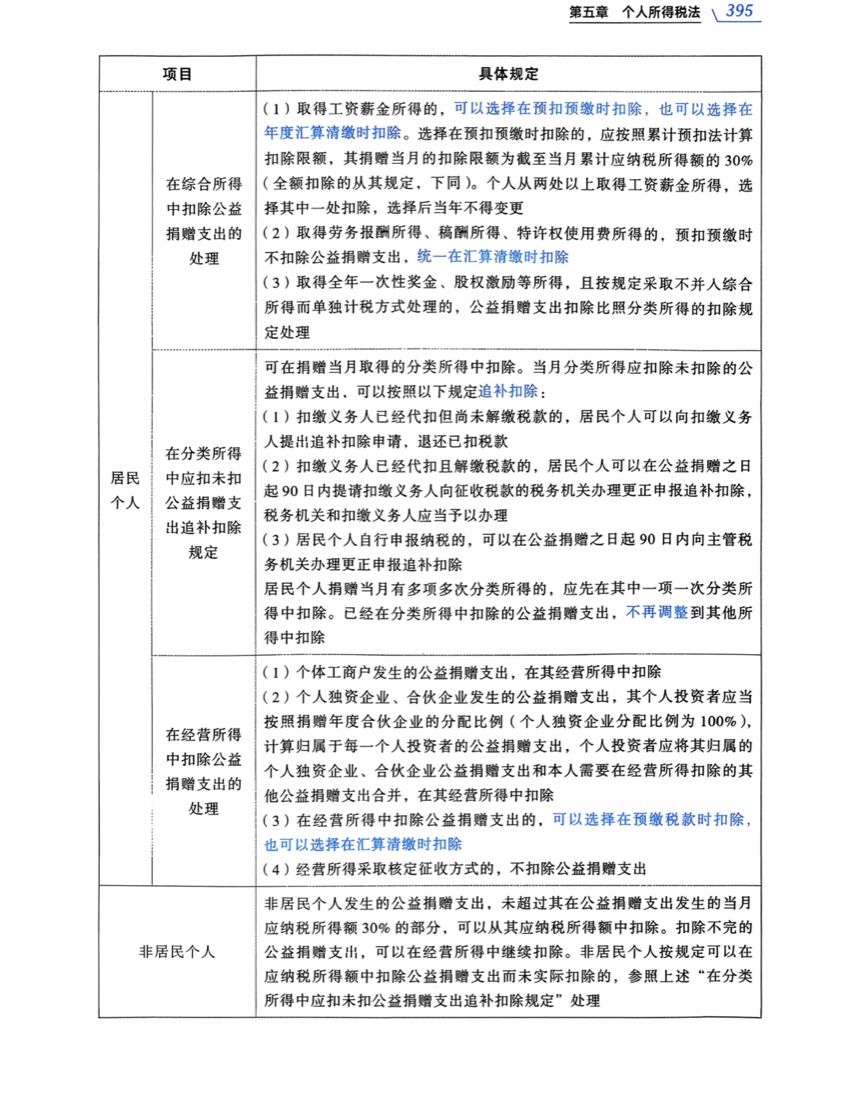 第五章 个人所得税法 395
项目 具体规定
(1)取得工资薪金所得的,可以选择在预扣预缴时扣除,也可以选择在
年度汇算清缴时扣除。选择在预扣预缴时扣除的,应按照累计预扣法计算
扣除限额,其捐赠当月的扣除限额为截至当月累计应纳税所得额的30%
(全额扣除的从其规定,下同)。个人从两处以上取得工资薪金所得,选
择其中一处扣除,选择后当年不得变更
(2)取得劳务报酬所得、稿酬所得、特许权使用费所得的,预扣预缴时
不扣除公益捐赠支出,统一在汇算清缴时扣除
(3)取得全年一次性奖金、股权激励等所得,且按规定采取不并入综合
所得而单独计税方式处理的,公益捐赠支出扣除比照分类所得的扣除规
定处理
在综合所得
中扣除公益
捐赠支出的
处理
可在捐赠当月取得的分类所得中扣除。当月分类所得应扣除未扣除的公
益捐赠支出,可以按照以下规定追补扣除:
(1)扣缴义务人已经代扣但尚未解缴税款的,居民个人可以向扣缴义务
人提出追补扣除申请,退还已扣税款
(2)扣缴义务人已经代扣且解缴税款的,居民个人可以在公益捐赠之日
起90日内提请扣缴义务人向征收税款的税务机关办理更正申报追补扣除,
税务机关和扣缴义务人应当予以办理
(3)居民个人自行申报纳税的,可以在公益捐赠之日起90日内向主管税
务机关办理更正申报追补扣除
居民个人捐赠当月有多项多次分类所得的,应先在其中一项一次分类所
得中扣除。已经在分类所得中扣除的公益捐赠支出,不再调整到其他所
得中扣除
居民
个人
在分类所得
中应扣未扣
公益捐赠支
出追补扣除
规定
(1)个体工商户发生的公益捐赠支出,在其经营所得中扣除
(2)个人独资企业、合伙企业发生的公益捐赠支出,其个人投资者应当
按照捐赠年度合伙企业的分配比例(个人独资企业分配比例为100%),
计算归属于每一个人投资者的公益捐赠支出,个人投资者应将其归属的
个人独资企业、合伙企业公益捐赠支出和本人需要在经营所得扣除的其
他公益捐赠支出合并,在其经营所得中扣除
(3)在经营所得中扣除公益捐赠支出的,可以选择在预缴税款时扣除,
也可以选择在汇算清缴时扣除
(4)经营所得采取核定征收方式的,不扣除公益捐赠支出
在经营所得
中扣除公益
捐赠支出的
处理
非居民个人
非居民个人发生的公益捐赠支出,未超过其在公益捐赠支出发生的当月
应纳税所得额30%的部分,可以从其应纳税所得额中扣除。扣除不完的
公益捐赠支出,可以在经营所得中继续扣除。非居民个人按规定可以在
应纳税所得额中扣除公益捐赠支出而未实际扣除的,参照上述“在分类
所得中应扣未扣公益捐赠支出追补扣除规定”处理